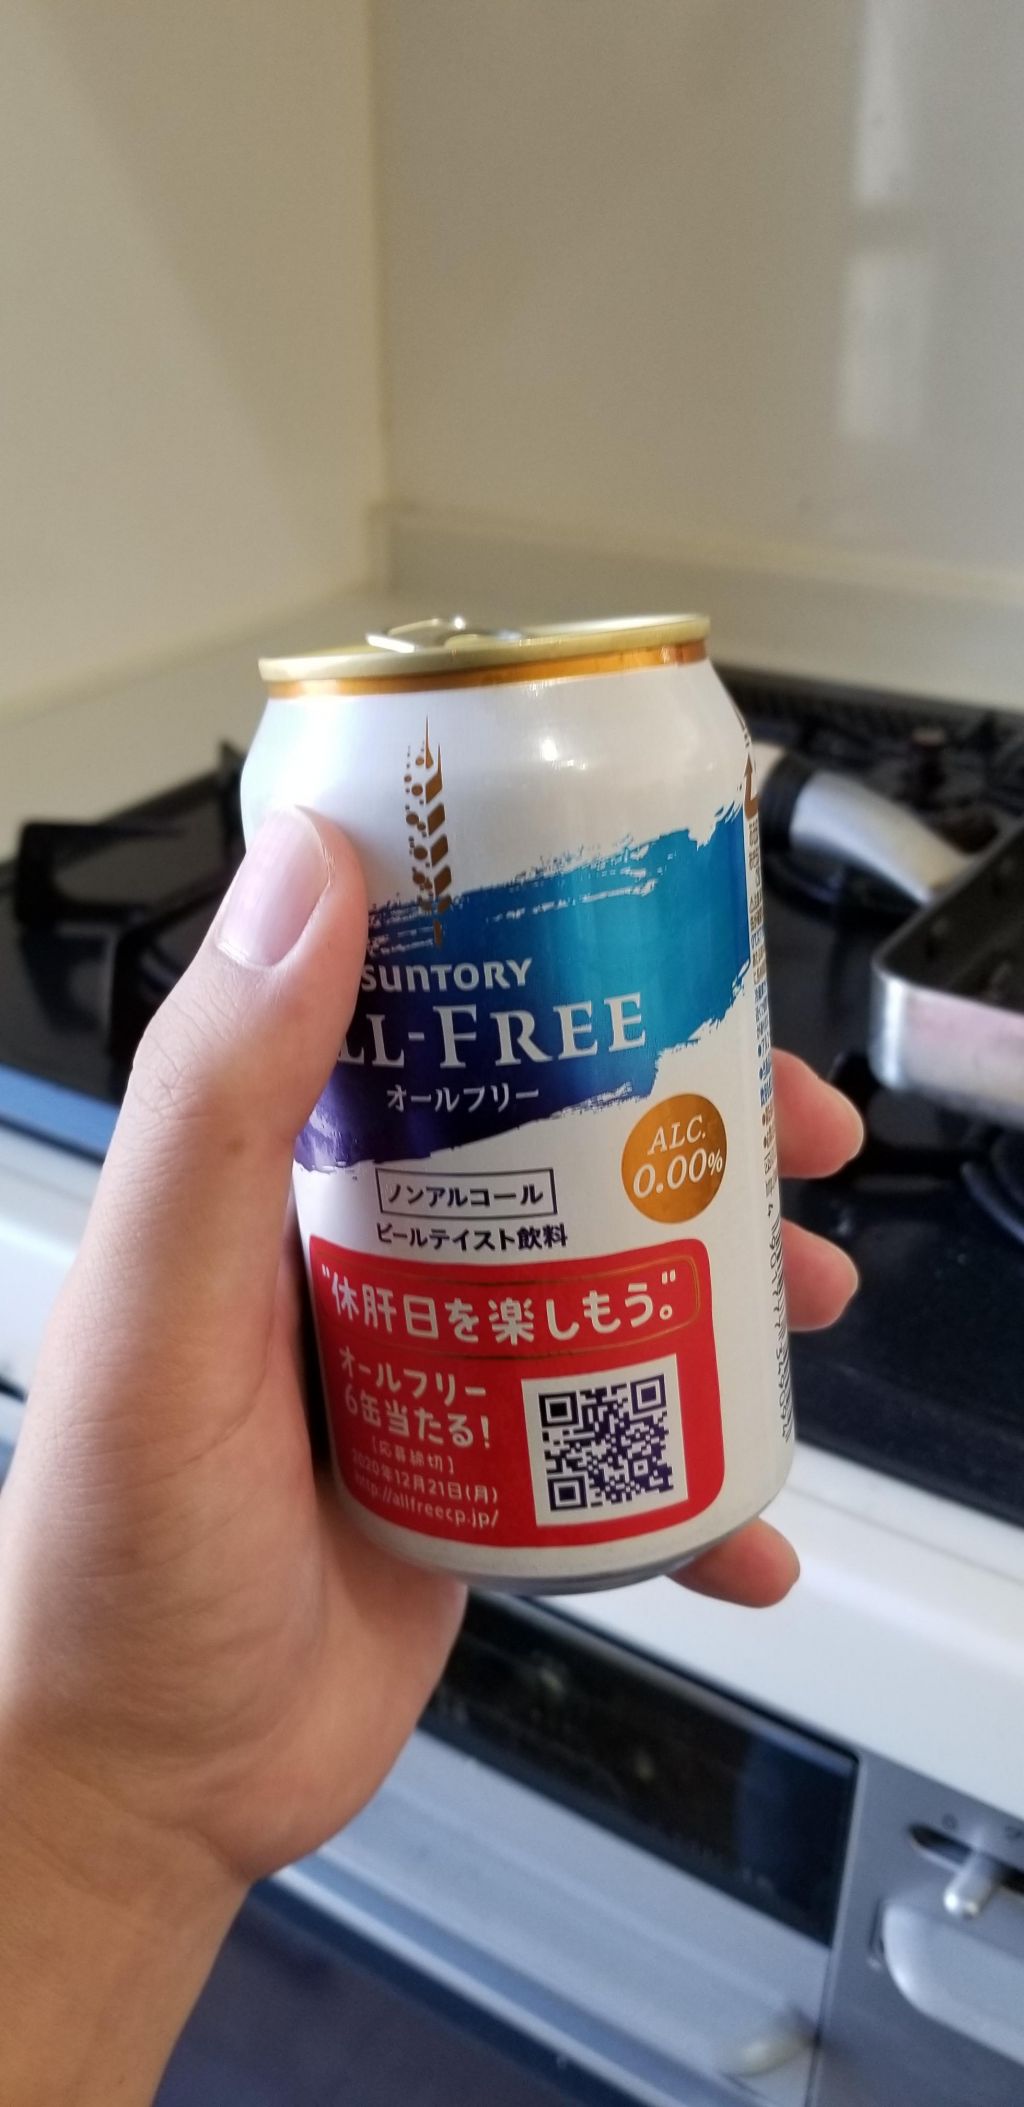 SUNTORY
LL-FREE
オールフリー
ALC.
0.00%
ノンアルコール
ビールテイスト飲料
"休肝日を楽しもう。"
オールフリー
6缶当たる!
[応募締切]
2020年12月21日(月)
http://allfreecp.jp/